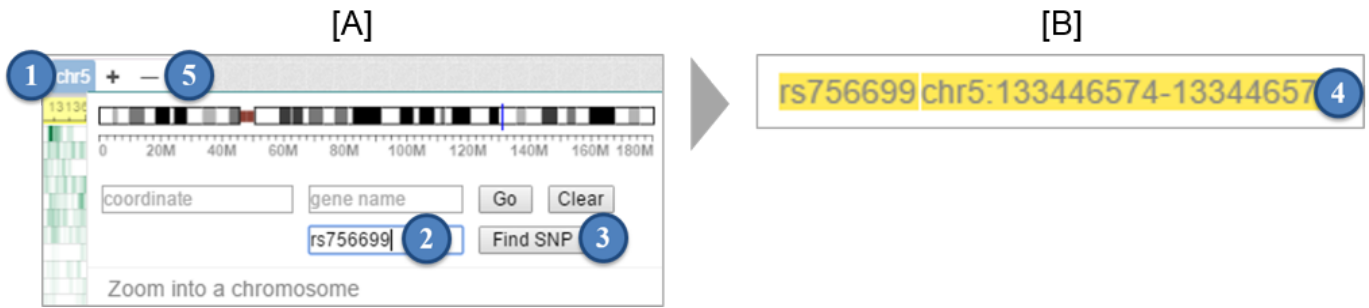 [A]
[B]
1 chr5 + — 5
0 20M 40M 60M 80M 100M 120M 140M 160M 180M
coordinate gene name Go Clear
rs756699 2 Find SNP 3
Zoom into a chromosome
rs756699 chr5:133446574-13344657 4